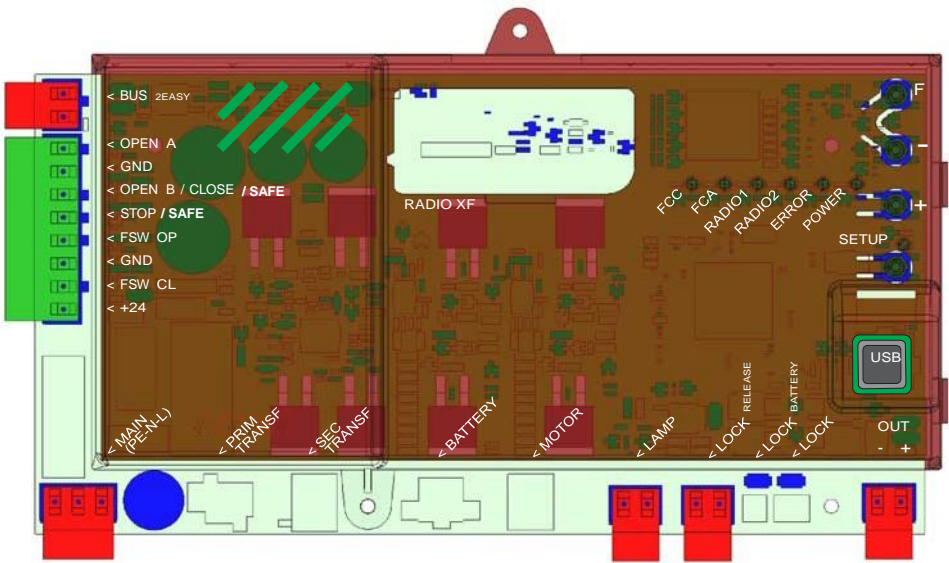 < BUS 2EASY
< OPEN A
< GND
< OPEN B / CLOSE / SAFE
< STOP / SAFE
< FSW OP
< GND
< FSW CL
< +24
RADIO XF
FCC
FCA
RADIO1
RADIO2
ERROR
POWER
F
-
+
SETUP
USB
OUT
- +
< MAIN
(PE-N-L)
< PRIM
TRANSF
< SEC
TRANSF
< BATTERY
< MOTOR
< LAMP
< LOCK RELEASE
< LOCK BATTERY
< LOCK